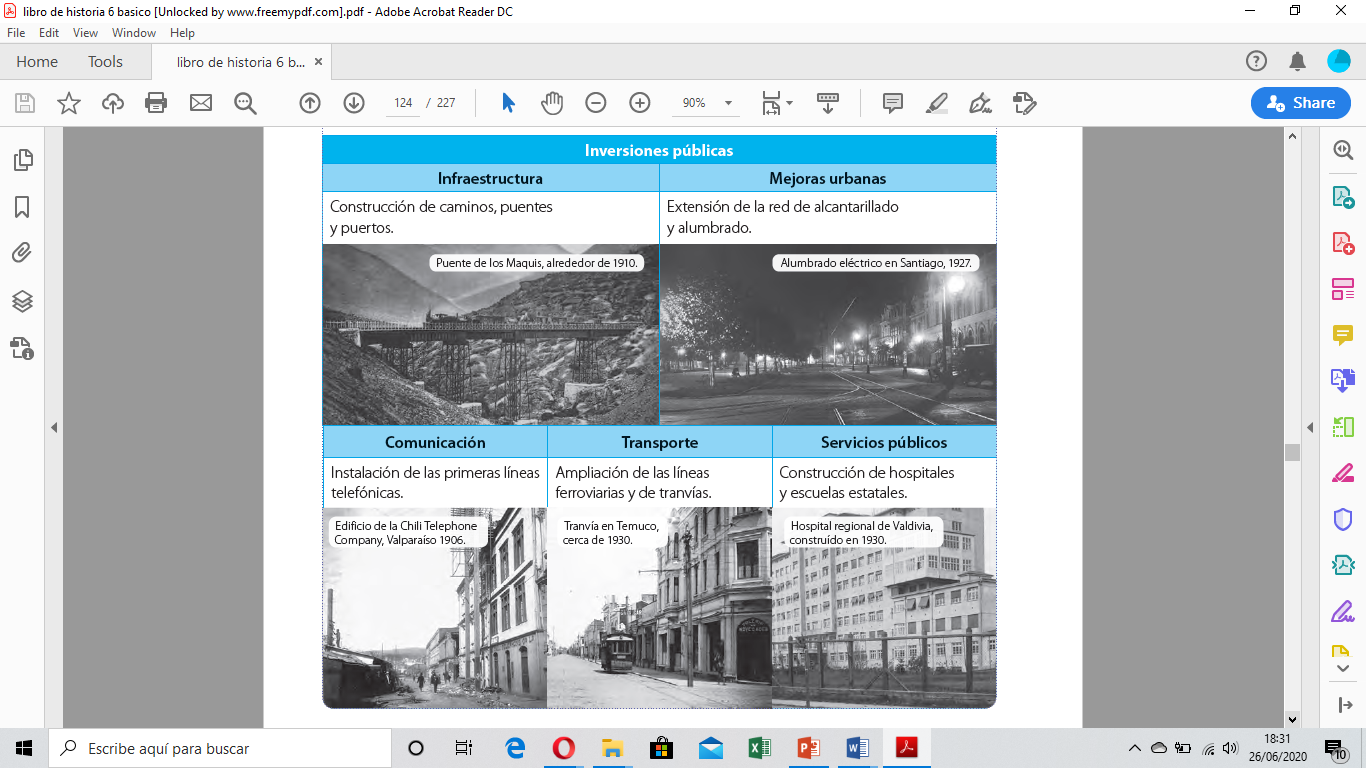 libro de historia 6 basico [Unlocked by www.freemypdf.com].pdf - Adobe Acrobat Reader DC
File Edit View Window Help
Home Tools libro de historia 6 b...
124 / 227 90% Share
Inversiones públicas
Infraestructura
Mejoras urbanas
Construcción de caminos, puentes
y puertos.
Extensión de la red de alcantarillado
y alumbrado.
Puente de los Maquis, alrededor de 1910.
Alumbrado eléctrico en Santiago, 1927.
Comunicación
Transporte
Servicios públicos
Instalación de las primeras líneas
telefónicas.
Ampliación de las líneas
ferroviarias y de tranvías.
Construcción de hospitales
y escuelas estatales.
Edificio de la Chili Telephone
Company, Valparaíso 1906.
Tranvía en Temuco,
cerca de 1930.
Hospital regional de Valdivia,
construído en 1930.
Escribe aquí para buscar
18:31
26/06/2020
10